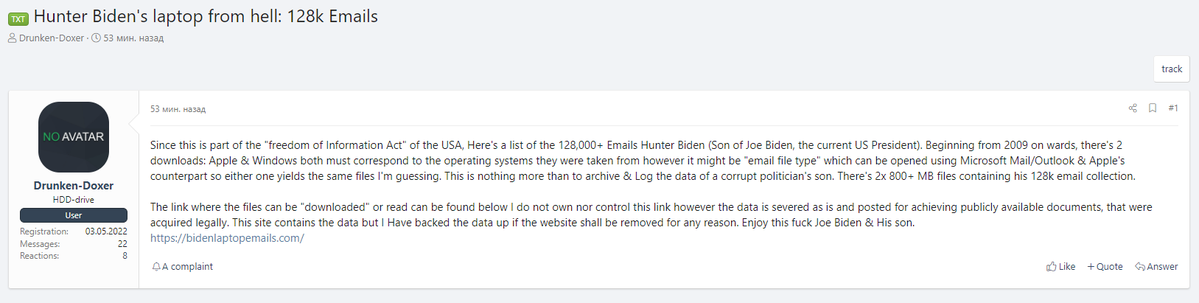 TXT Hunter Biden's laptop from hell: 128k Emails
Drunken-Doxer · 53 мин. назад
track
53 мин. назад
#1
NO AVATAR
Drunken-Doxer
HDD-drive
User
Registration: 03.05.2022
Messages: 22
Reactions: 8
Since this is part of the "freedom of Information Act" of the USA, Here's a list of the 128,000+ Emails Hunter Biden (Son of Joe Biden, the current US President). Beginning from 2009 on wards, there's 2
downloads: Apple & Windows both must correspond to the operating systems they were taken from however it might be "email file type" which can be opened using Microsoft Mail/Outlook & Apple's
counterpart so either one yields the same files I'm guessing. This is nothing more than to archive & Log the data of a corrupt politician's son. There's 2x 800+ MB files containing his 128k email collection.
The link where the files can be "downloaded" or read can be found below I do not own nor control this link however the data is severed as is and posted for achieving publicly available documents, that were
acquired legally. This site contains the data but I Have backed the data up if the website shall be removed for any reason. Enjoy this fuck Joe Biden & His son.
https://bidenlaptopemails.com/
A complaint
Like + Quote Answer